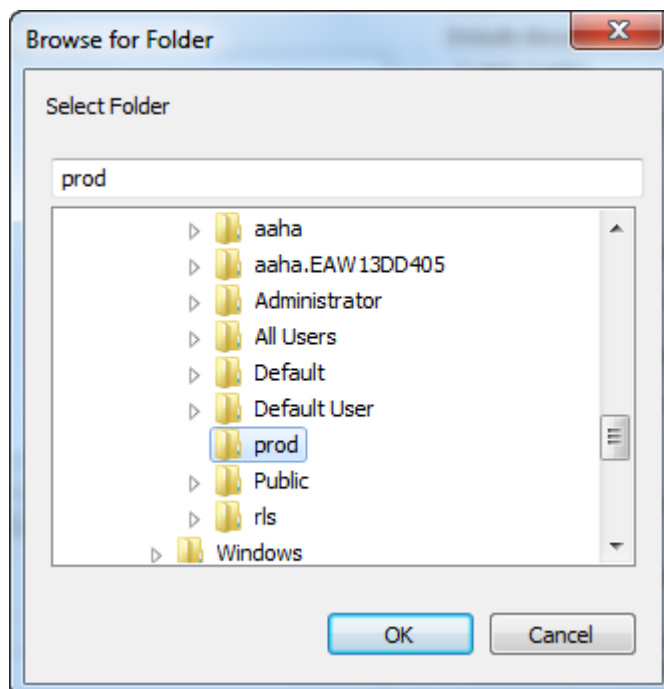 Browse for Folder
Select Folder
prod
aaha
aaha.EAW13DD405
Administrator
All Users
Default
Default User
prod
Public
rls
Windows
OK
Cancel